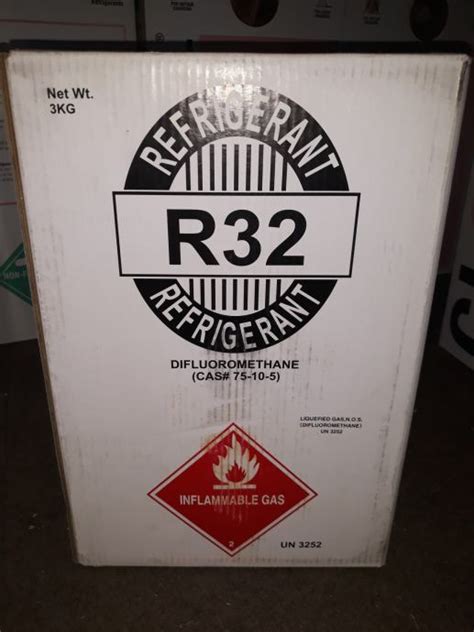 Refrigerants
Net Wt.
3KG
REFRIGERANT
R32
REFRIGERANT
DIFLUOROMETHANE
(CAS# 75-10-5)
LIQUEFIED GAS,N.O.S.
(DIFLUOROMETHANE)
UN 3252
INFLAMMABLE GAS
2
UN 3252